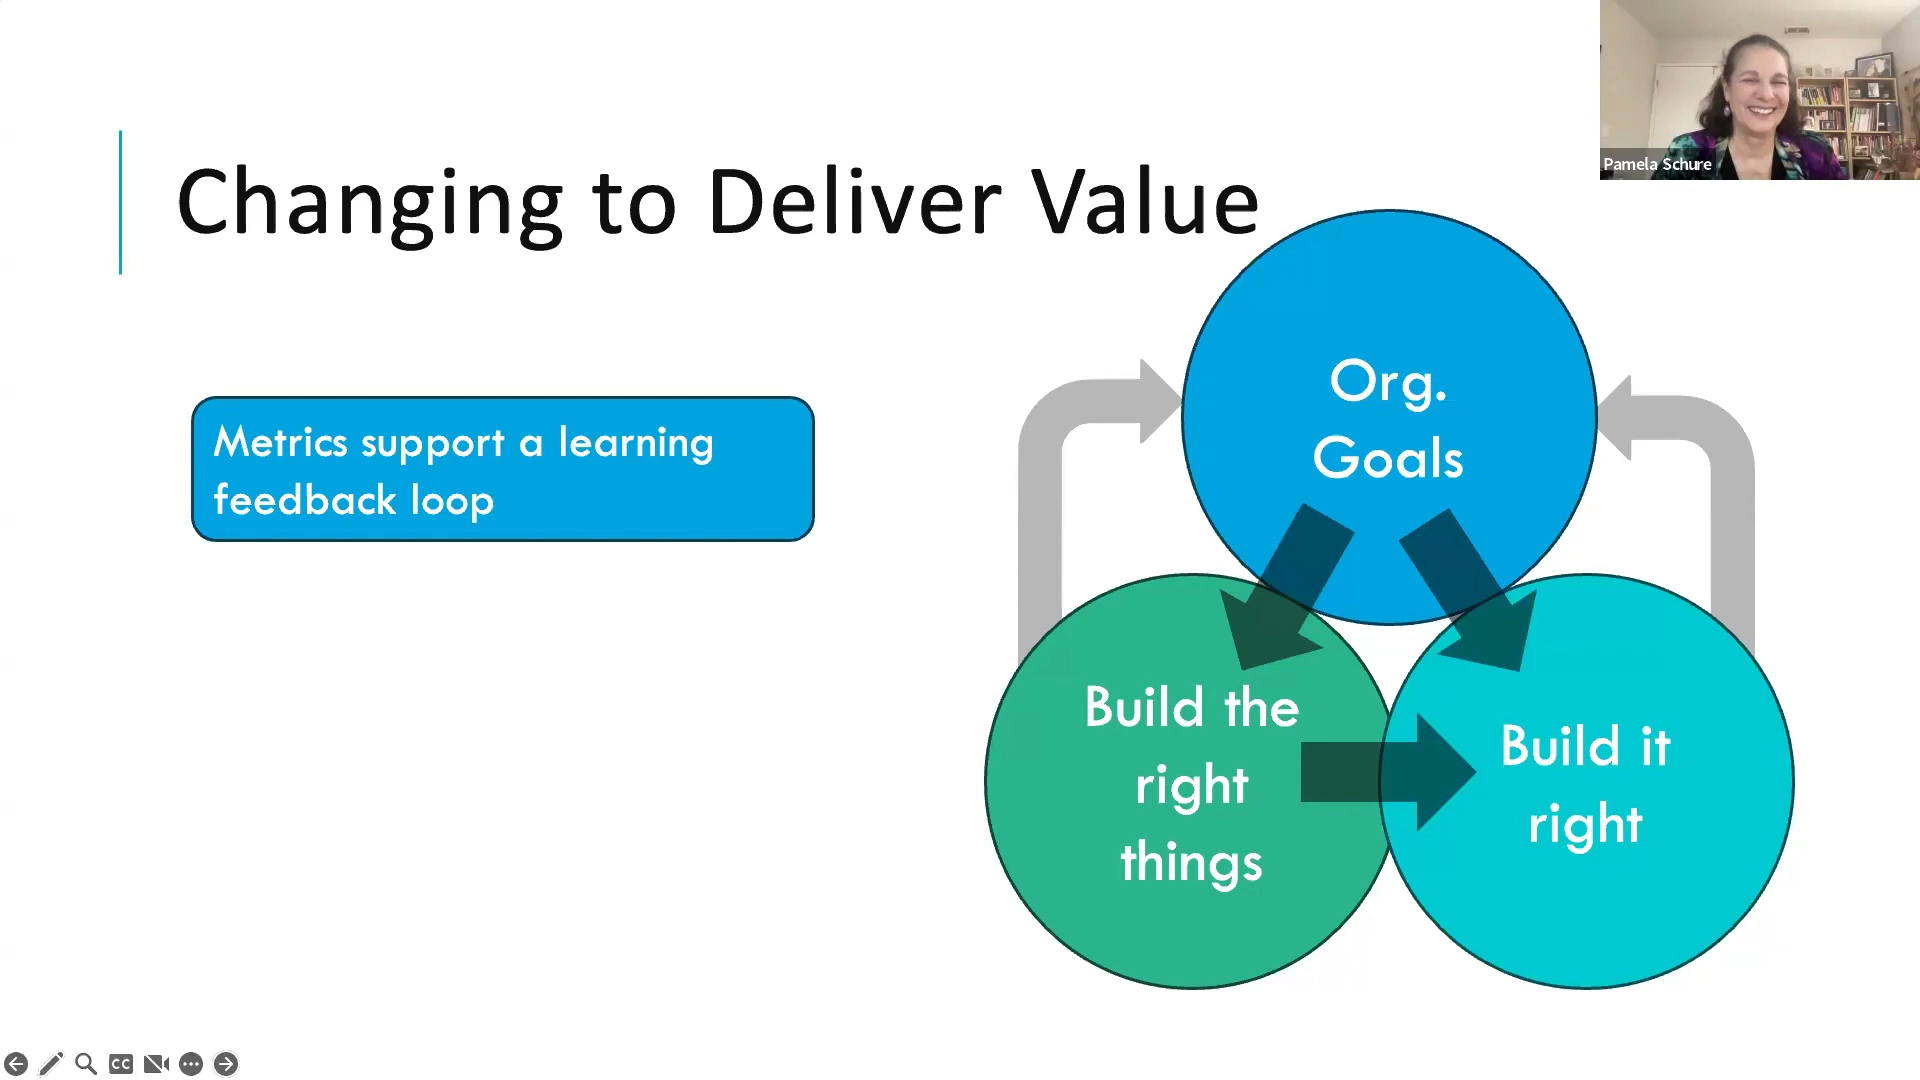 Pamela Schure
Changing to Deliver Value
Metrics support a learning
feedback loop
Org.
Goals
Build the
right
things
Build it
right
CC